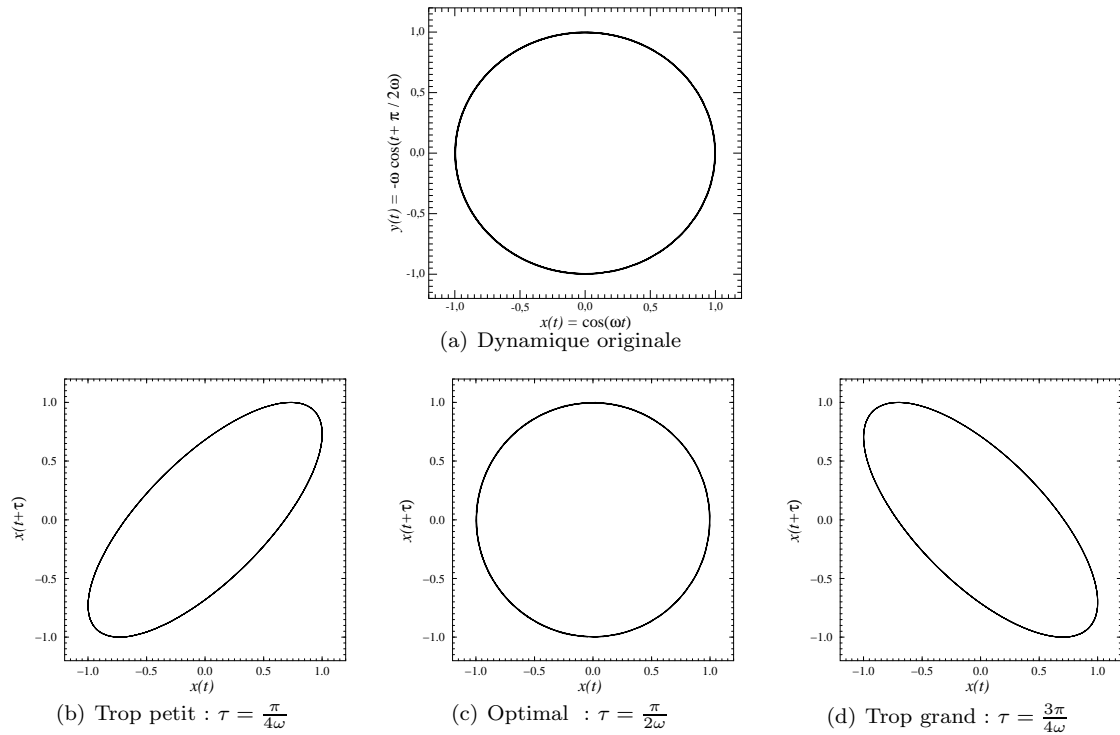 1,0
0,5
0,0
-0,5
-1,0
y(t) = -ω cos(t+ π / 2ω)
-1,0 -0,5 0,0 0,5 1,0
x(t) = cos(ωt)
(a) Dynamique originale
1.0
0.5
0.0
−0.5
−1.0
x(t+τ)
−1.0 −0.5 0.0 0.5 1.0
x(t)
(b) Trop petit : τ = π/4ω
1.0
0.5
0.0
−0.5
−1.0
x(t+τ)
−1.0 −0.5 0.0 0.5 1.0
x(t)
(c) Optimal : τ = π/2ω
1.0
0.5
0.0
−0.5
−1.0
x(t+τ)
−1.0 −0.5 0.0 0.5 1.0
x(t)
(d) Trop grand : τ = 3π/4ω